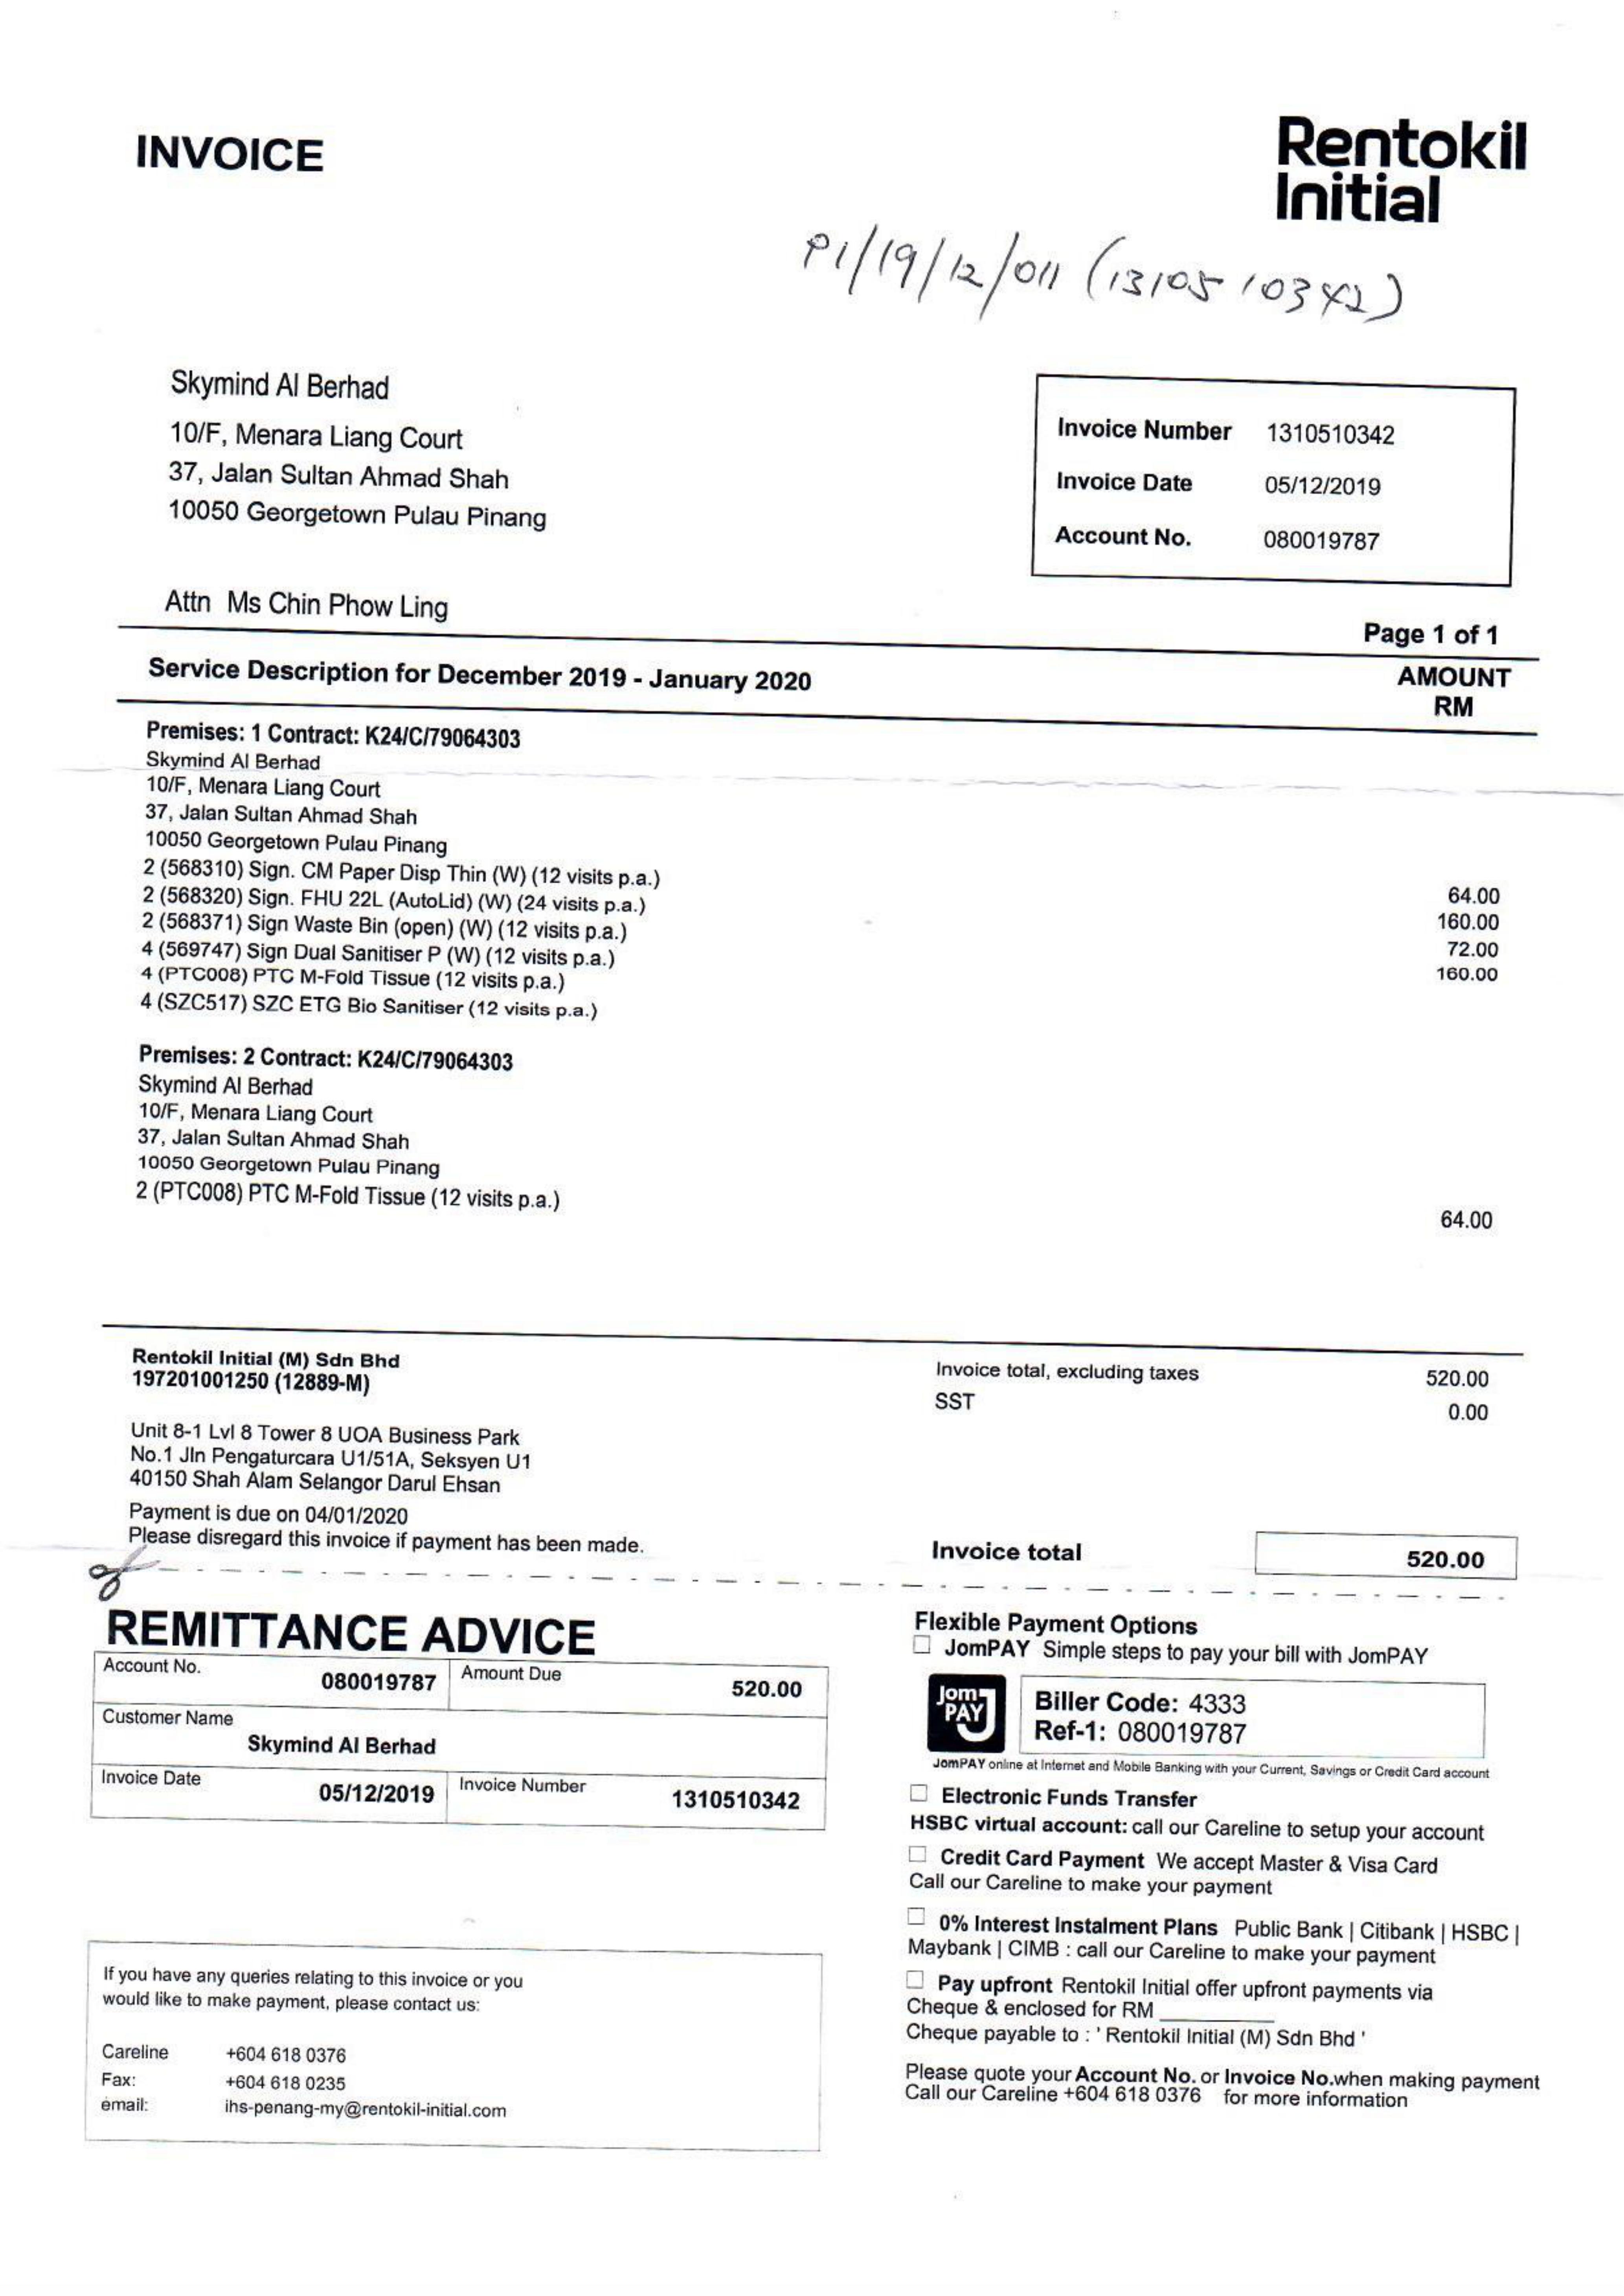 INVOICE
Rentokil
Initial
P1/19/12/011 (1310510342)
Skymind AI Berhad
10/F, Menara Liang Court
37, Jalan Sultan Ahmad Shah
10050 Georgetown Pulau Pinang
Attn Ms Chin Phow Ling
Invoice Number 1310510342
Invoice Date 05/12/2019
Account No. 080019787
Page 1 of 1
Service Description for December 2019 - January 2020 AMOUNT
RM
Premises: 1 Contract: K24/C/79064303
Skymind AI Berhad
10/F, Menara Liang Court
37, Jalan Sultan Ahmad Shah
10050 Georgetown Pulau Pinang
2 (568310) Sign. CM Paper Disp Thin (W) (12 visits p.a.)
2 (568320) Sign. FHU 22L (AutoLid) (W) (24 visits p.a.) 64.00
2 (568371) Sign Waste Bin (open) (W) (12 visits p.a.) 160.00
4 (569747) Sign Dual Sanitiser P (W) (12 visits p.a.) 72.00
4 (PTC008) PTC M-Fold Tissue (12 visits p.a.) 160.00
4 (SZC517) SZC ETG Bio Sanitiser (12 visits p.a.)
Premises: 2 Contract: K24/C/79064303
Skymind AI Berhad
10/F, Menara Liang Court
37, Jalan Sultan Ahmad Shah
10050 Georgetown Pulau Pinang
2 (PTC008) PTC M-Fold Tissue (12 visits p.a.) 64.00
Rentokil Initial (M) Sdn Bhd
197201001250 (12889-M)
Unit 8-1 Lvl 8 Tower 8 UOA Business Park
No.1 Jln Pengaturcara U1/51A, Seksyen U1
40150 Shah Alam Selangor Darul Ehsan
Payment is due on 04/01/2020
Please disregard this invoice if payment has been made.
Invoice total, excluding taxes 520.00
SST 0.00
Invoice total 520.00
REMITTANCE ADVICE
Account No. 080019787 Amount Due 520.00
Customer Name
Skymind AI Berhad
Invoice Date 05/12/2019 Invoice Number 1310510342
If you have any queries relating to this invoice or you
would like to make payment, please contact us:
Careline +604 618 0376
Fax: +604 618 0235
email: ihs-penang-my@rentokil-initial.com
Flexible Payment Options
JomPAY Simple steps to pay your bill with JomPAY
Jom
PAY
Biller Code: 4333
Ref-1: 080019787
JomPAY online at Internet and Mobile Banking with your Current, Savings or Credit Card account
Electronic Funds Transfer
HSBC virtual account: call our Careline to setup your account
Credit Card Payment We accept Master & Visa Card
Call our Careline to make your payment
0% Interest Instalment Plans Public Bank | Citibank | HSBC |
Maybank | CIMB : call our Careline to make your payment
Pay upfront Rentokil Initial offer upfront payments via
Cheque & enclosed for RM
Cheque payable to : ' Rentokil Initial (M) Sdn Bhd '
Please quote your Account No. or Invoice No.when making payment
Call our Careline +604 618 0376 for more information